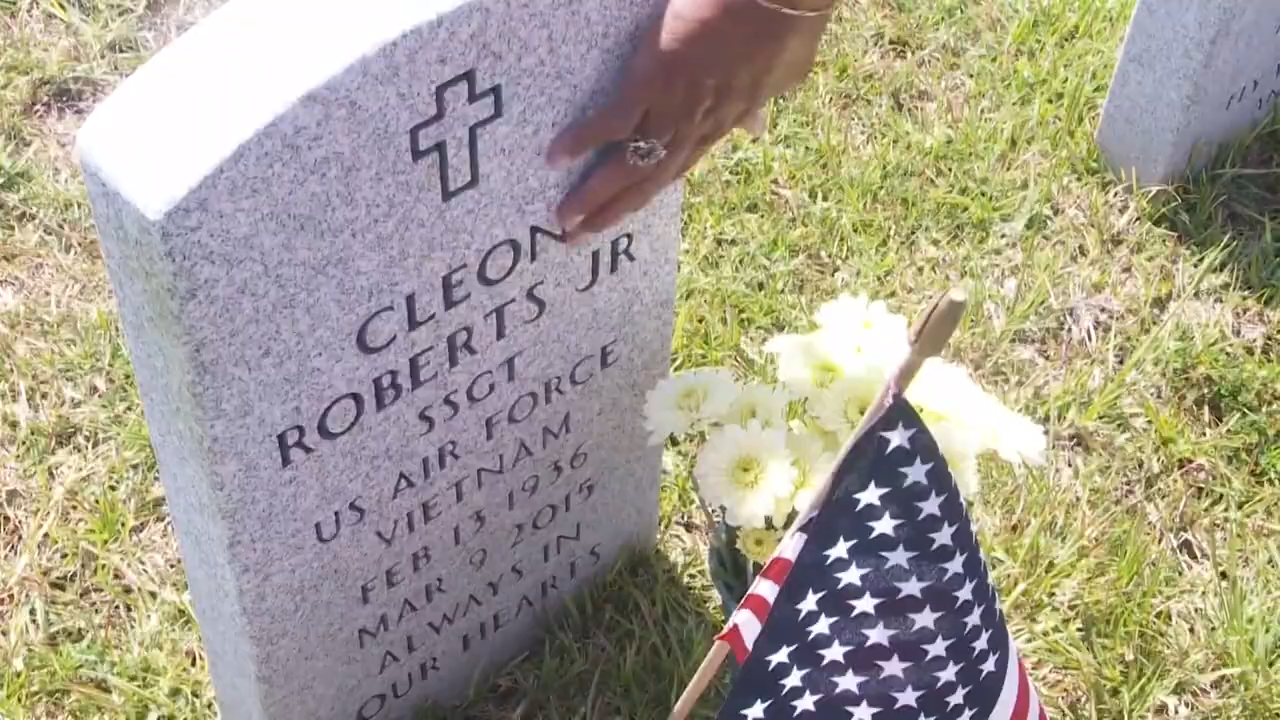 CLEON
ROBERTS JR
SSGT
US AIR FORCE
VIETNAM
FEB 13 1936
MAR 9 2015
ALWAYS IN
OUR HEARTS